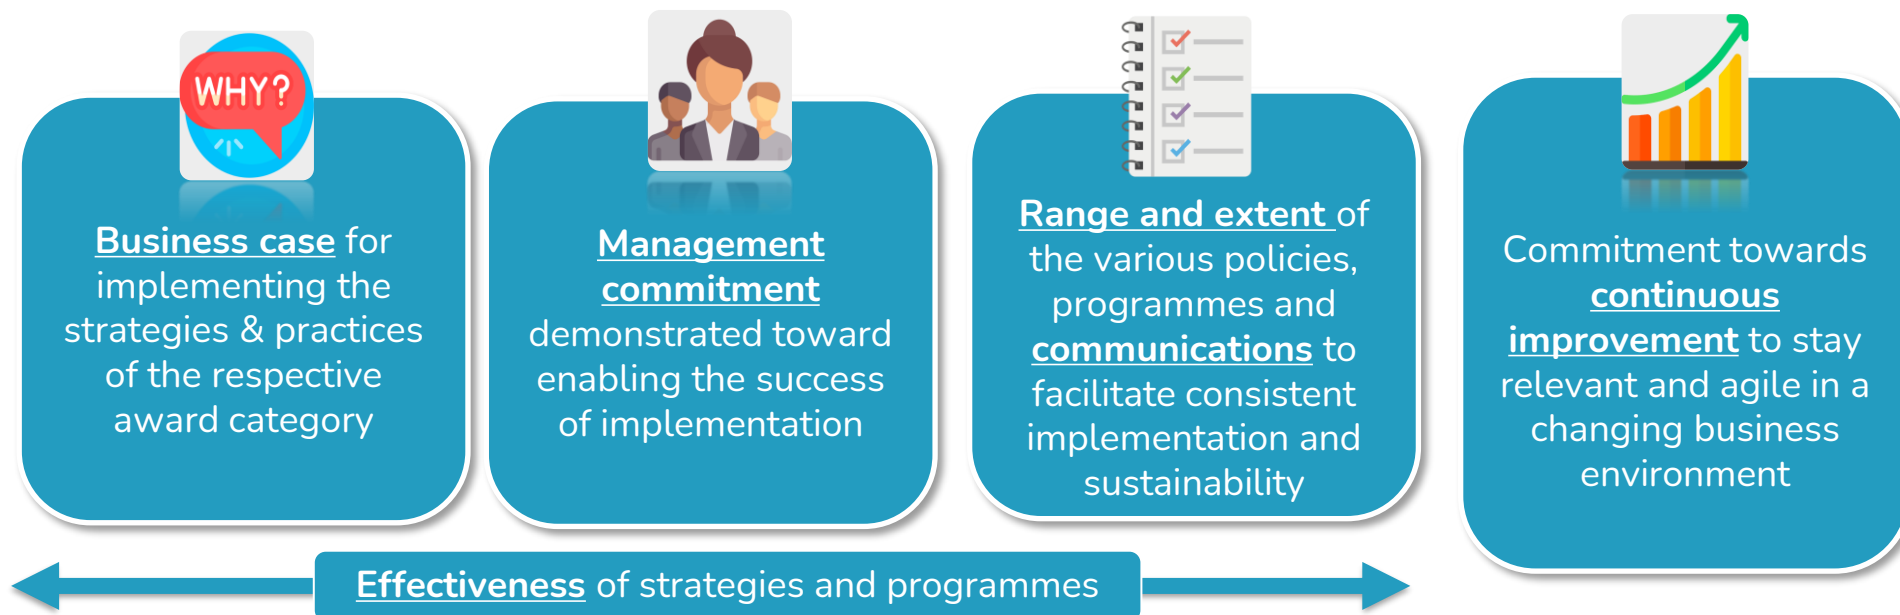 WHY?
Business case for
implementing the
strategies & practices
of the respective
award category
Management
commitment
demonstrated toward
enabling the success
of implementation
Range and extent of
the various policies,
programmes and
communications to
facilitate consistent
implementation and
sustainability
Commitment towards
continuous
improvement to stay
relevant and agile in a
changing business
environment
Effectiveness of strategies and programmes